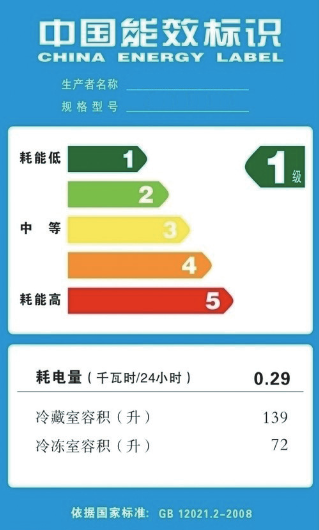 中国能效标识
CHINA ENERGY LABEL
生产者名称
规格型号
耗能低
1
1级
2
中 等
3
4
耗能高
5
耗电量（千瓦时/24小时） 0.29
冷藏室容积（升） 139
冷冻室容积（升） 72
依据国家标准: GB 12021.2-2008